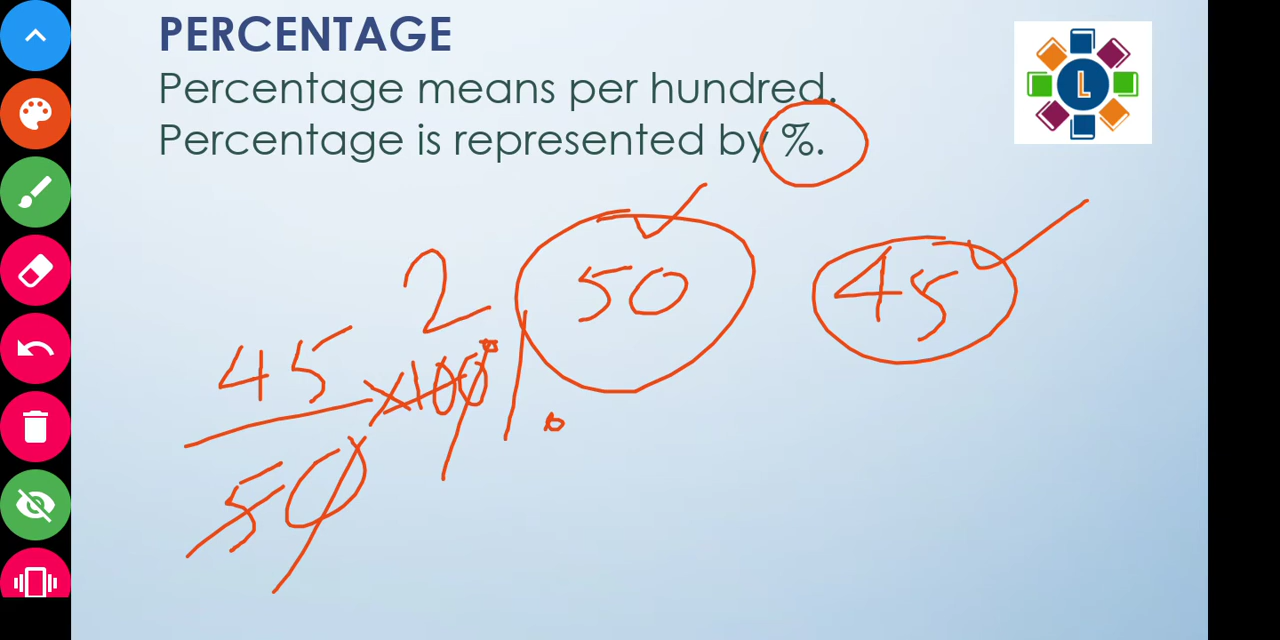 PERCENTAGE
Percentage means per hundred.
Percentage is represented by %.
L
50 45
2
45 ×100 %
50